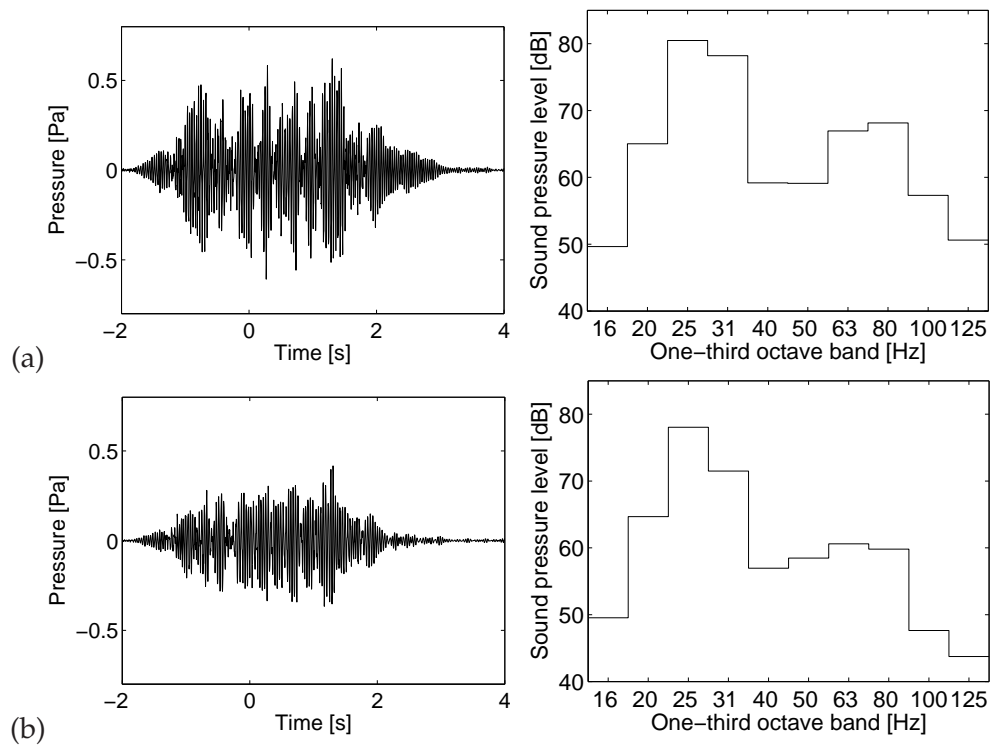 Pressure [Pa]
0.5
0
−0.5
−2 0 2 4
Time [s]
Sound pressure level [dB]
80
70
60
50
40
16 20 25 31 40 50 63 80 100 125
One−third octave band [Hz]
(a)
Pressure [Pa]
0.5
0
−0.5
−2 0 2 4
Time [s]
Sound pressure level [dB]
80
70
60
50
40
16 20 25 31 40 50 63 80 100 125
One−third octave band [Hz]
(b)